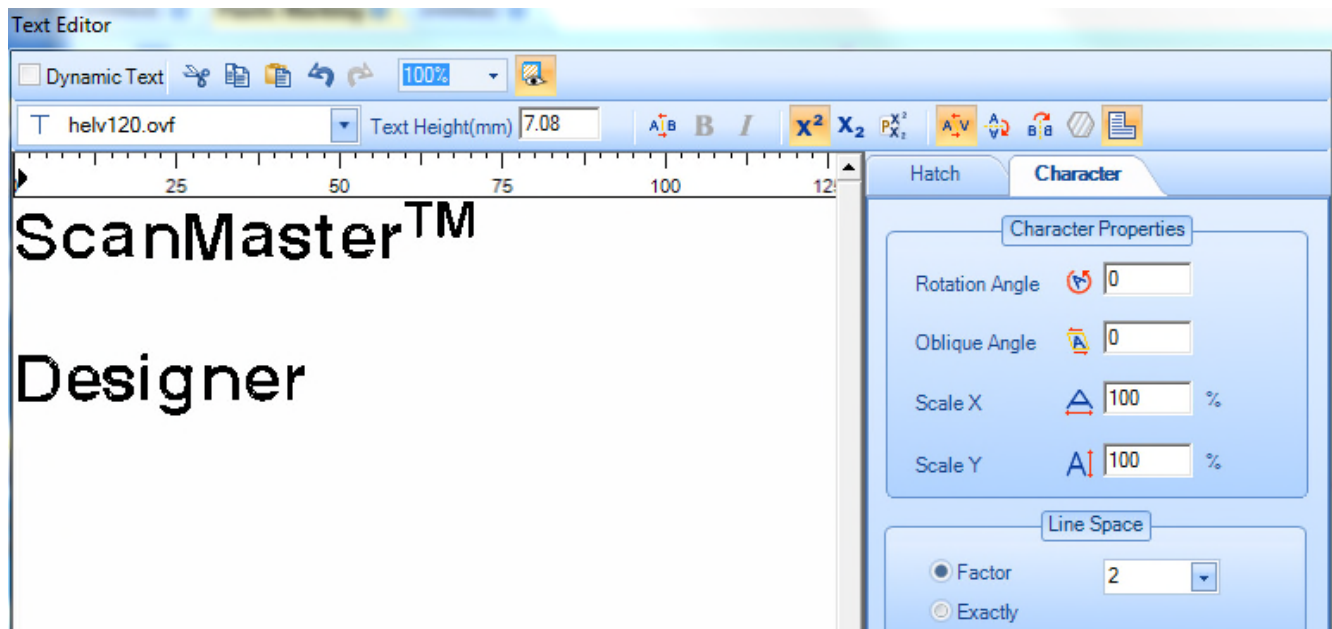 Text Editor
Dynamic Text 100%
helv120.ovf Text Height(mm) 7.08 A B B I X² X₂ PX²X₂
25 50 75 100
Hatch Character
ScanMaster™
Designer
Character Properties
Rotation Angle 0
Oblique Angle 0
Scale X 100 %
Scale Y 100 %
Line Space
Factor 2
Exactly